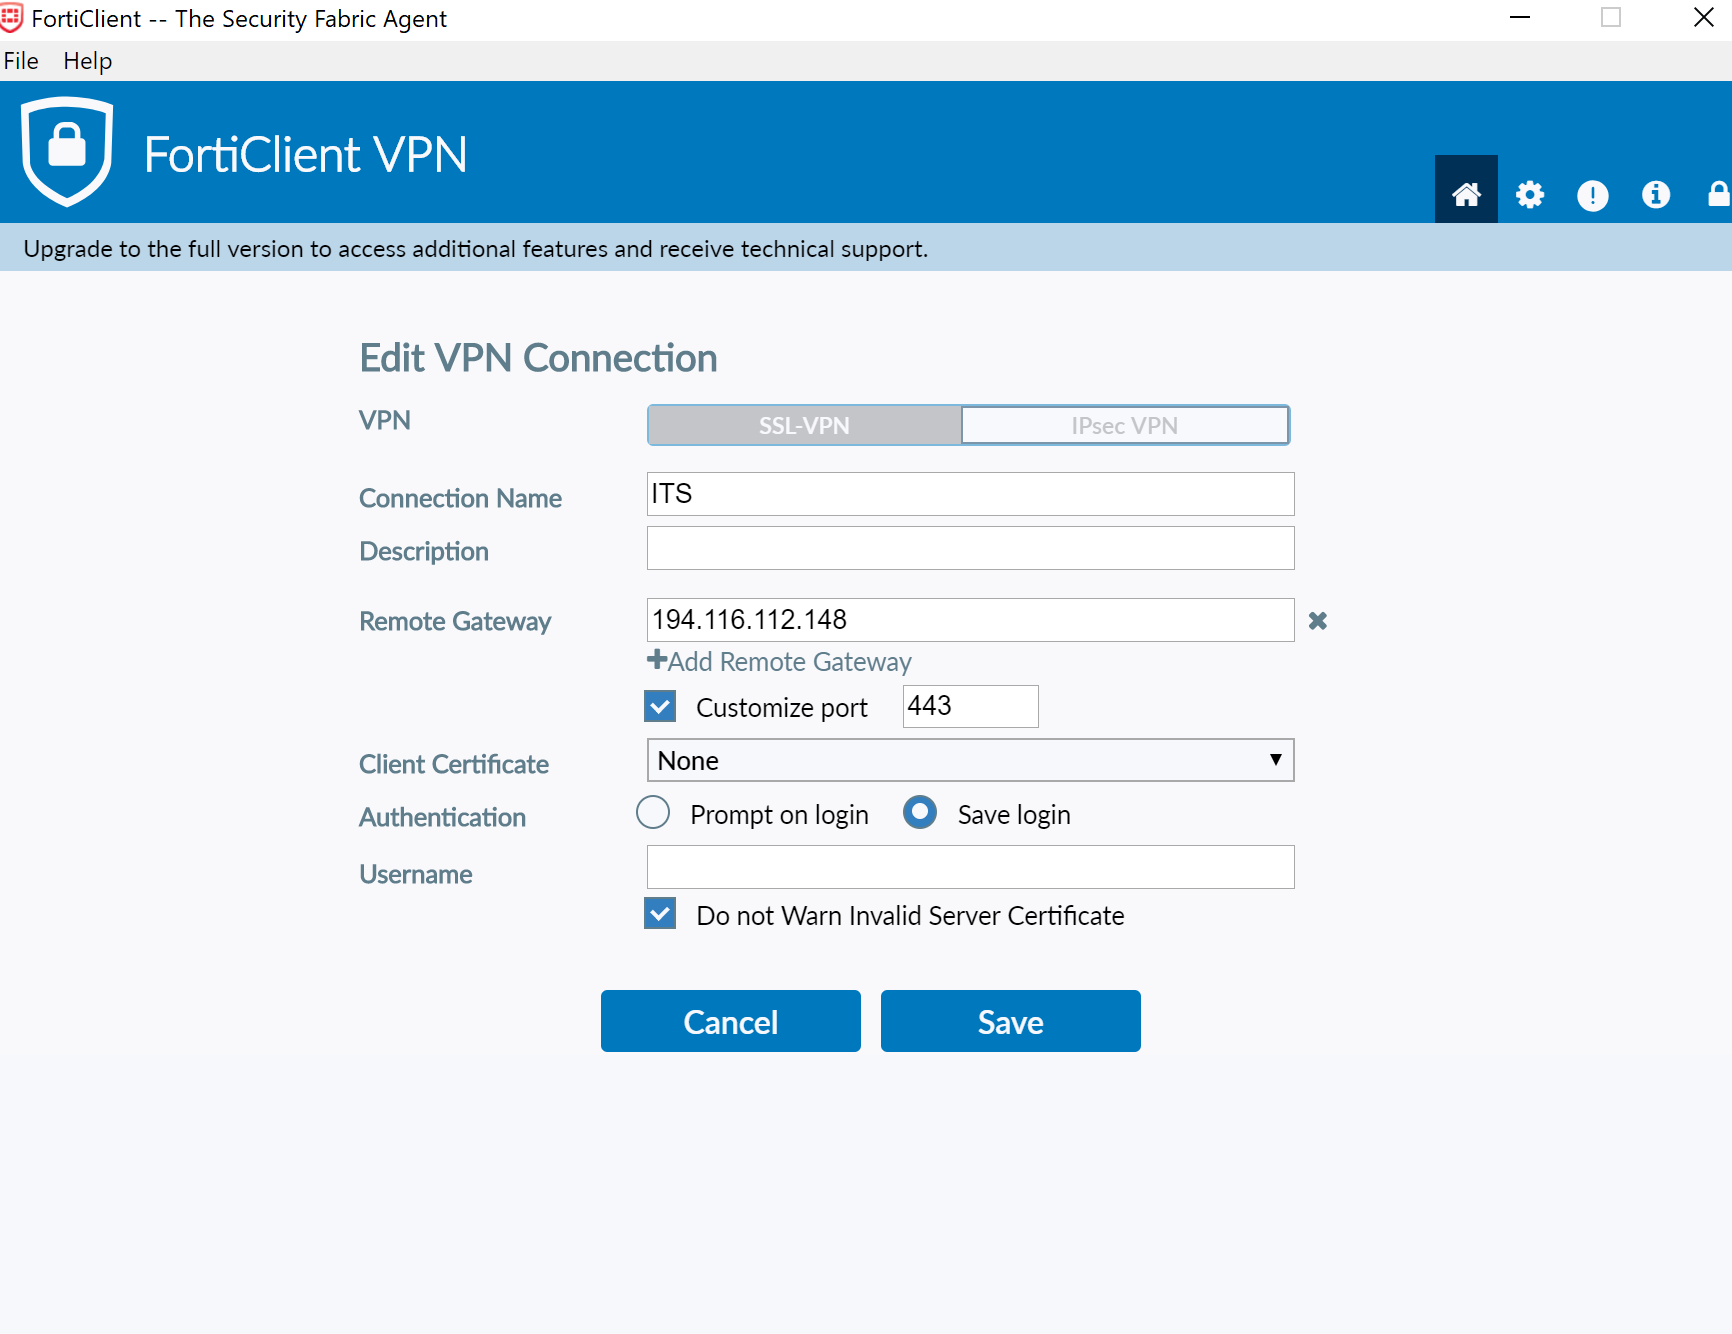 FortiClient -- The Security Fabric Agent
File Help
FortiClient VPN
Upgrade to the full version to access additional features and receive technical support.
Edit VPN Connection
VPN SSL-VPN IPsec VPN
Connection Name ITS
Description
Remote Gateway 194.116.112.148
Add Remote Gateway
Customize port 443
Client Certificate None
Authentication Prompt on login Save login
Username
Do not Warn Invalid Server Certificate
Cancel Save